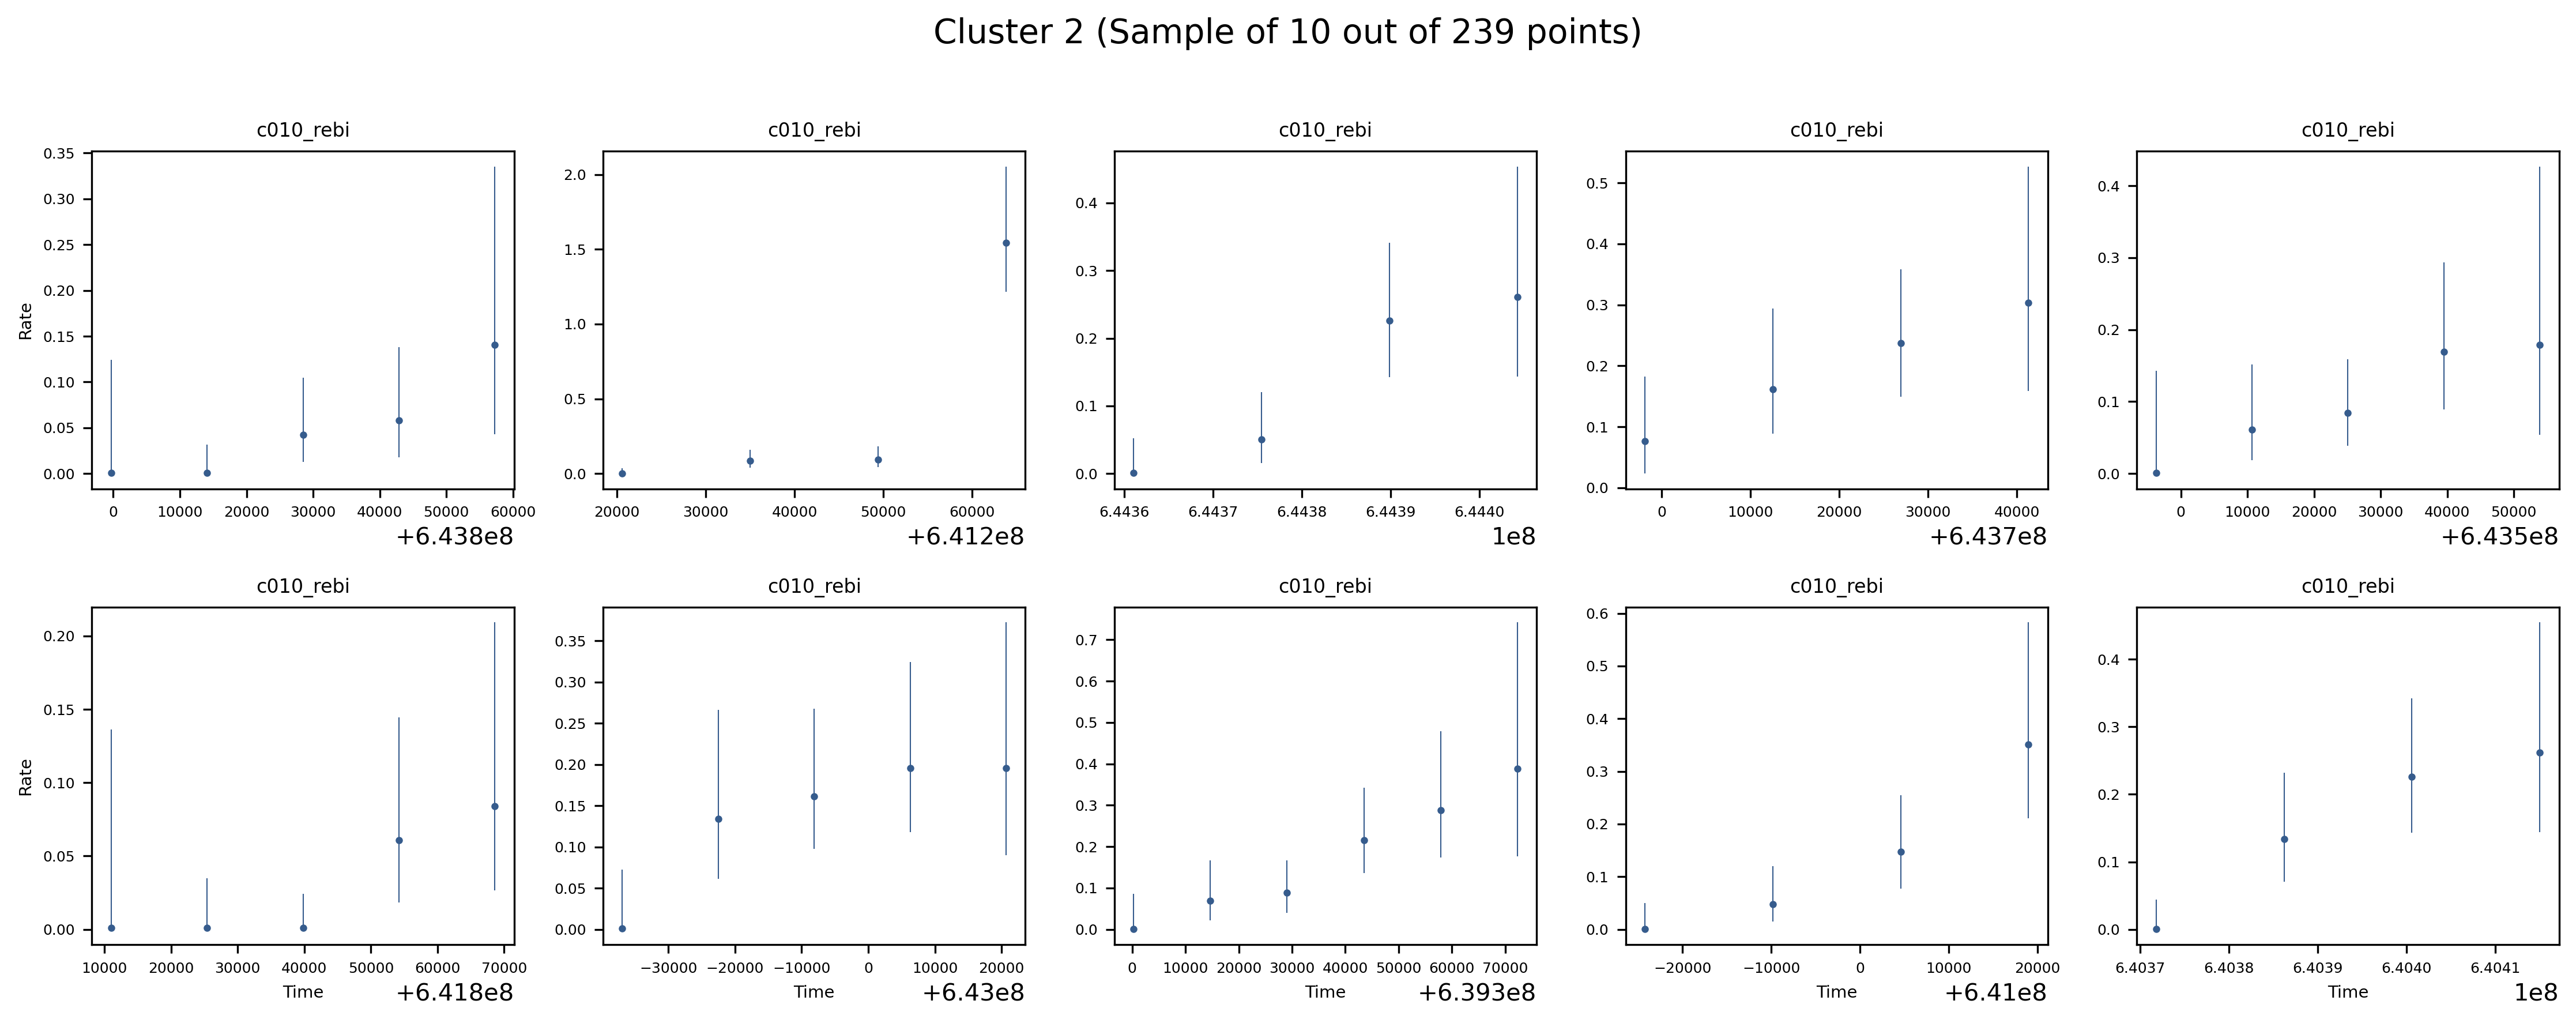 Cluster 2 (Sample of 10 out of 239 points)
c010_rebi c010_rebi c010_rebi c010_rebi c010_rebi
Rate
0.35
0.30
0.25
0.20
0.15
0.10
0.05
0.00
0 10000 20000 30000 40000 50000 60000
+6.438e8
2.0
1.5
1.0
0.5
0.0
20000 30000 40000 50000 60000
+6.412e8
0.4
0.3
0.2
0.1
0.0
6.4436 6.4437 6.4438 6.4439 6.4440
1e8
0.5
0.4
0.3
0.2
0.1
0.0
0 10000 20000 30000 40000
+6.437e8
0.4
0.3
0.2
0.1
0.0
0 10000 20000 30000 40000 50000
+6.435e8
c010_rebi c010_rebi c010_rebi c010_rebi c010_rebi
Rate
0.20
0.15
0.10
0.05
0.00
10000 20000 30000 40000 50000 60000 70000
Time +6.418e8
0.35
0.30
0.25
0.20
0.15
0.10
0.05
0.00
−30000 −20000 −10000 0 10000 20000
Time +6.43e8
0.7
0.6
0.5
0.4
0.3
0.2
0.1
0.0
0 10000 20000 30000 40000 50000 60000 70000
Time +6.393e8
0.6
0.5
0.4
0.3
0.2
0.1
0.0
−20000 −10000 0 10000 20000
Time +6.41e8
0.4
0.3
0.2
0.1
0.0
6.4037 6.4038 6.4039 6.4040 6.4041
Time 1e8